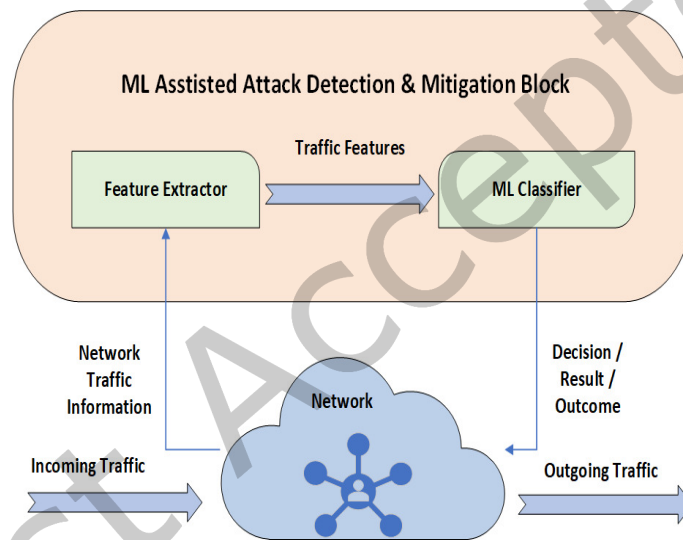 ML Asstisted Attack Detection & Mitigation Block
Traffic Features
Feature Extractor
ML Classifier
Network
Traffic
Information
Decision /
Result /
Outcome
Network
Incoming Traffic
Outgoing Traffic